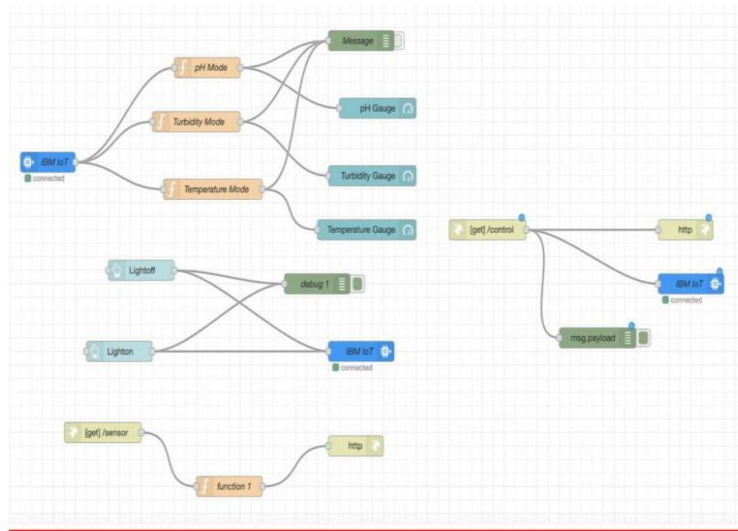 Message
pH Mode
pH Gauge
Turbidity Mode
IBM IoT
connected
Turbidity Gauge
Temperature Mode
Temperature Gauge
[get] /control
http
Lightoff
debug 1
IBM IoT
connected
msg.payload
Lighton
IBM IoT
connected
[get] /sensor
http
function 1